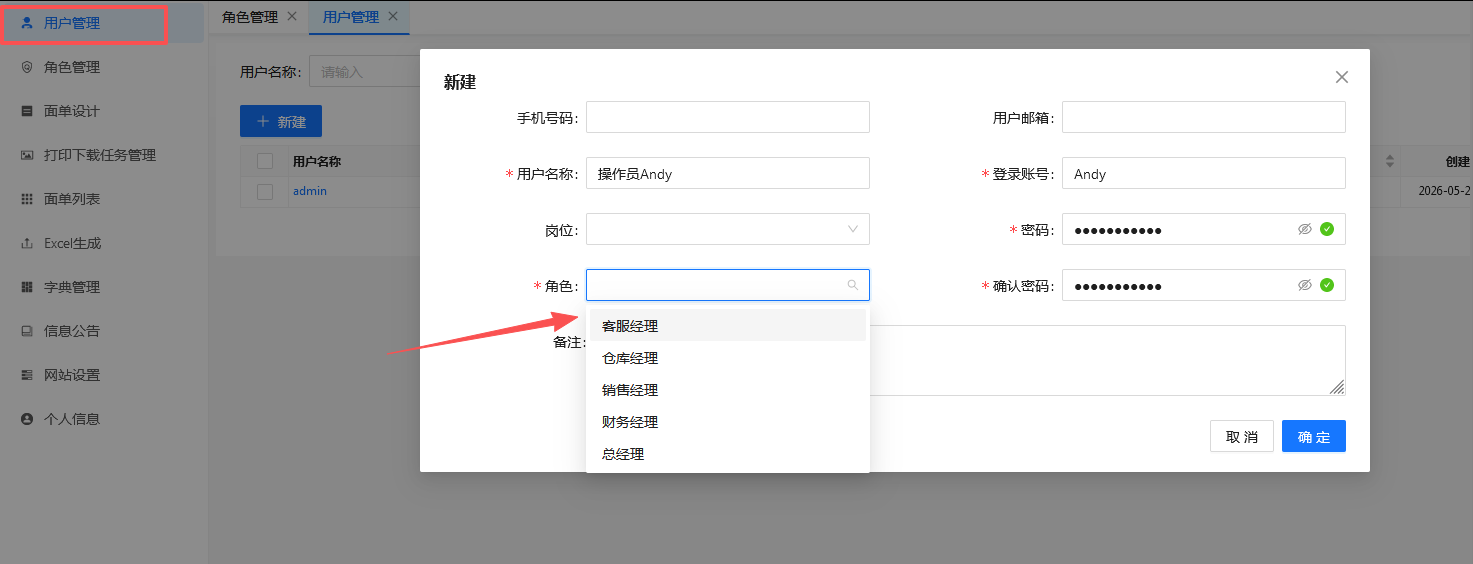 用户管理
角色管理
面单设计
打印下载任务管理
面单列表
Excel生成
字典管理
信息公告
网站设置
个人信息
角色管理
用户管理
用户名称:
请输入
新建
用户名称
创建
admin
2026-05-2
新建
手机号码:
用户邮箱:
* 用户名称: 操作员Andy
* 登录账号: Andy
岗位:
* 密码: ●●●●●●●●●●●
* 角色:
* 确认密码: ●●●●●●●●●●●
客服经理
仓库经理
销售经理
财务经理
总经理
备注:
取 消
确 定